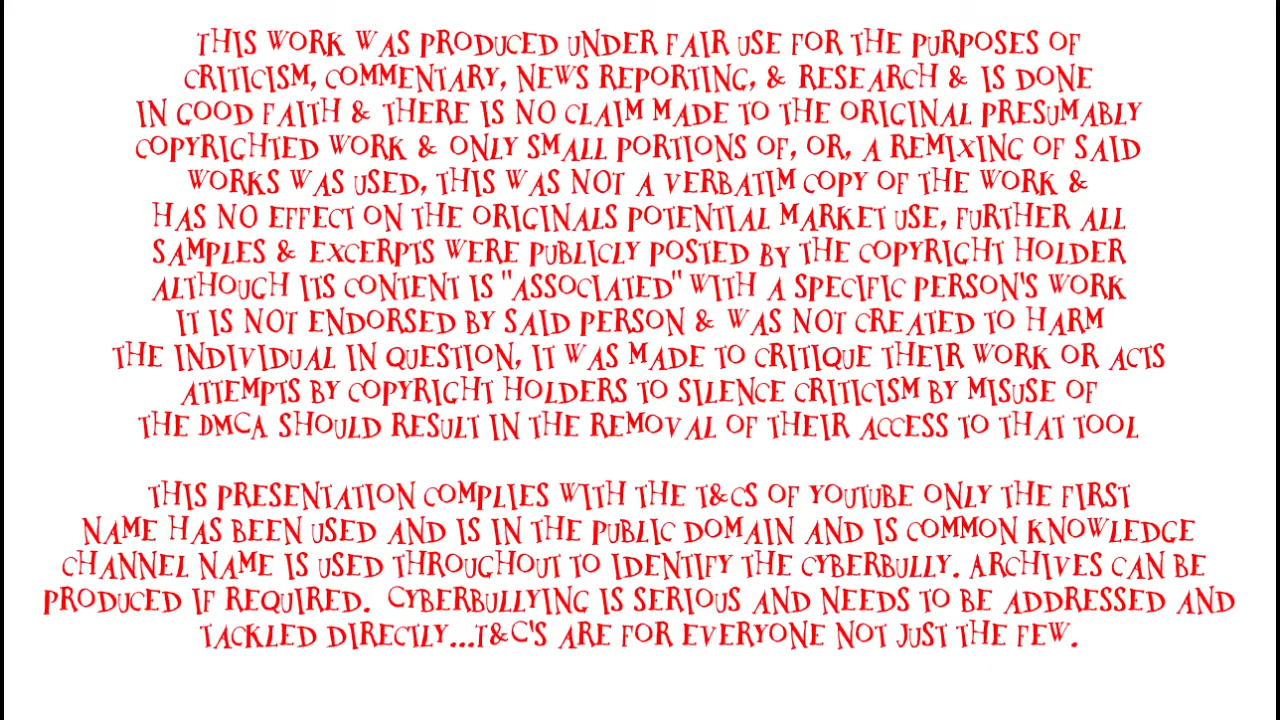 THIS WORK WAS PRODUCED UNDER FAIR USE FOR THE PURPOSES OF
CRITICISM, COMMENTARY, NEWS REPORTING, & RESEARCH & IS DONE
IN GOOD FAITH & THERE IS NO CLAIM MADE TO THE ORIGINAL PRESUMABLY
COPYRIGHTED WORK & ONLY SMALL PORTIONS OF, OR, A REMIXING OF SAID
WORKS WAS USED, THIS WAS NOT A VERBATIM COPY OF THE WORK &
HAS NO EFFECT ON THE ORIGINALS POTENTIAL MARKET USE, FURTHER ALL
SAMPLES & EXCERPTS WERE PUBLICLY POSTED BY THE COPYRIGHT HOLDER
ALTHOUGH ITS CONTENT IS "ASSOCIATED" WITH A SPECIFIC PERSON'S WORK
IT IS NOT ENDORSED BY SAID PERSON & WAS NOT CREATED TO HARM
THE INDIVIDUAL IN QUESTION, IT WAS MADE TO CRITIQUE THEIR WORK OR ACTS
ATTEMPTS BY COPYRIGHT HOLDERS TO SILENCE CRITICISM BY MISUSE OF
THE DMCA SHOULD RESULT IN THE REMOVAL OF THEIR ACCESS TO THAT TOOL
THIS PRESENTATION COMPLIES WITH THE T&CS OF YOUTUBE ONLY THE FIRST
NAME HAS BEEN USED AND IS IN THE PUBLIC DOMAIN AND IS COMMON KNOWLEDGE
CHANNEL NAME IS USED THROUGHOUT TO IDENTIFY THE CYBERBULLY. ARCHIVES CAN BE
PRODUCED IF REQUIRED. CYBERBULLYING IS SERIOUS AND NEEDS TO BE ADDRESSED AND
TACKLED DIRECTLY...T&C'S ARE FOR EVERYONE NOT JUST THE FEW.